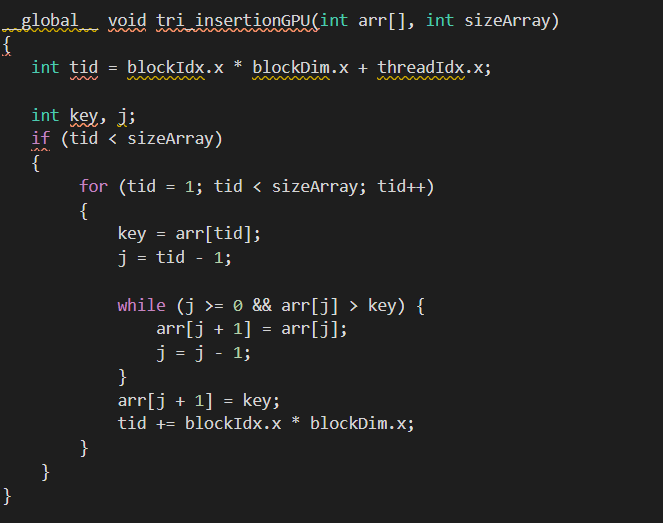 __global__ void tri_insertionGPU(int arr[], int sizeArray)
{
int tid = blockIdx.x * blockDim.x + threadIdx.x;
int key, j;
if (tid < sizeArray)
{
for (tid = 1; tid < sizeArray; tid++)
{
key = arr[tid];
j = tid - 1;
while (j >= 0 && arr[j] > key) {
arr[j + 1] = arr[j];
j = j - 1;
}
arr[j + 1] = key;
tid += blockIdx.x * blockDim.x;
}
}
}